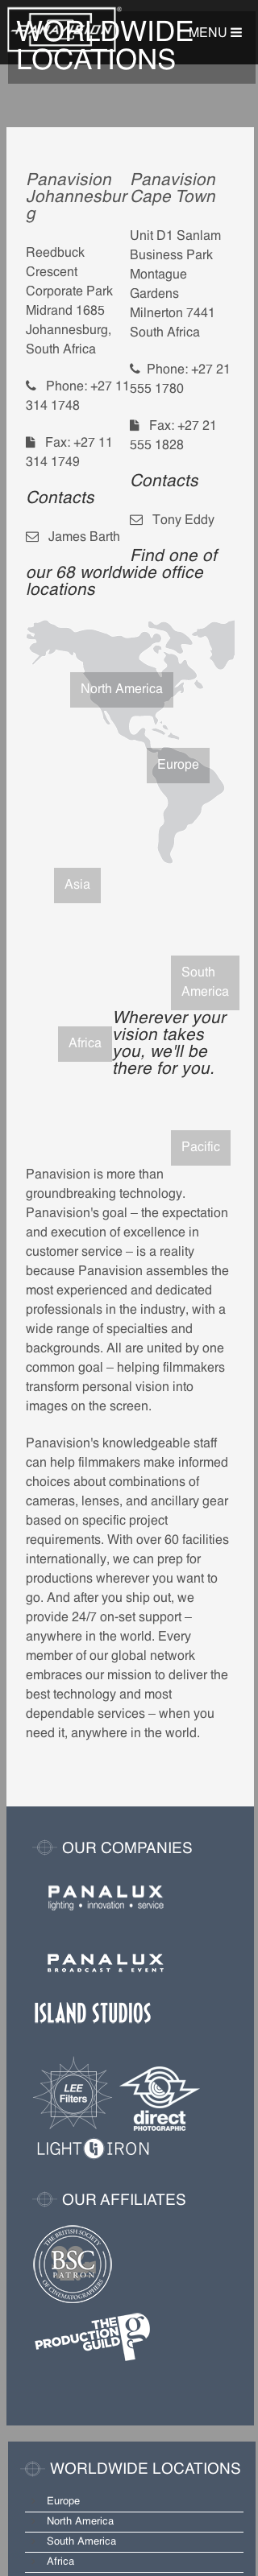 PANAVISION®
MENU
WORLDWIDE
LOCATIONS
Panavision
Johannesbur
g
Reedbuck
Crescent
Corporate Park
Midrand 1685
Johannesburg,
South Africa
Phone: +27 11
314 1748
Fax: +27 11
314 1749
Contacts
James Barth
Panavision
Cape Town
Unit D1 Sanlam
Business Park
Montague
Gardens
Milnerton 7441
South Africa
Phone: +27 21
555 1780
Fax: +27 21
555 1828
Contacts
Tony Eddy
Find one of
our 68 worldwide office
locations
North America
Europe
Asia
South
America
Africa
Wherever your
vision takes
you, we'll be
there for you.
Pacific
Panavision is more than
groundbreaking technology.
Panavision's goal – the expectation
and execution of excellence in
customer service – is a reality
because Panavision assembles the
most experienced and dedicated
professionals in the industry, with a
wide range of specialties and
backgrounds. All are united by one
common goal – helping filmmakers
transform personal vision into
images on the screen.
Panavision's knowledgeable staff
can help filmmakers make informed
choices about combinations of
cameras, lenses, and ancillary gear
based on specific project
requirements. With over 60 facilities
internationally, we can prep for
productions wherever you want to
go. And after you ship out, we
provide 24/7 on-set support –
anywhere in the world. Every
member of our global network
embraces our mission to deliver the
best technology and most
dependable services – when you
need it, anywhere in the world.
OUR COMPANIES
PANALUX
lighting • innovation • service
PANALUX
BROADCAST & EVENT
ISLAND STUDIOS
LEE
Filters
direct
PHOTOGRAPHIC
LIGHT IRON
OUR AFFILIATES
THE BRITISH SOCIETY
BSC
PATRON
OF CINEMATOGRAPHERS
THE
PRODUCTION
GUILD
WORLDWIDE LOCATIONS
Europe
North America
South America
Africa